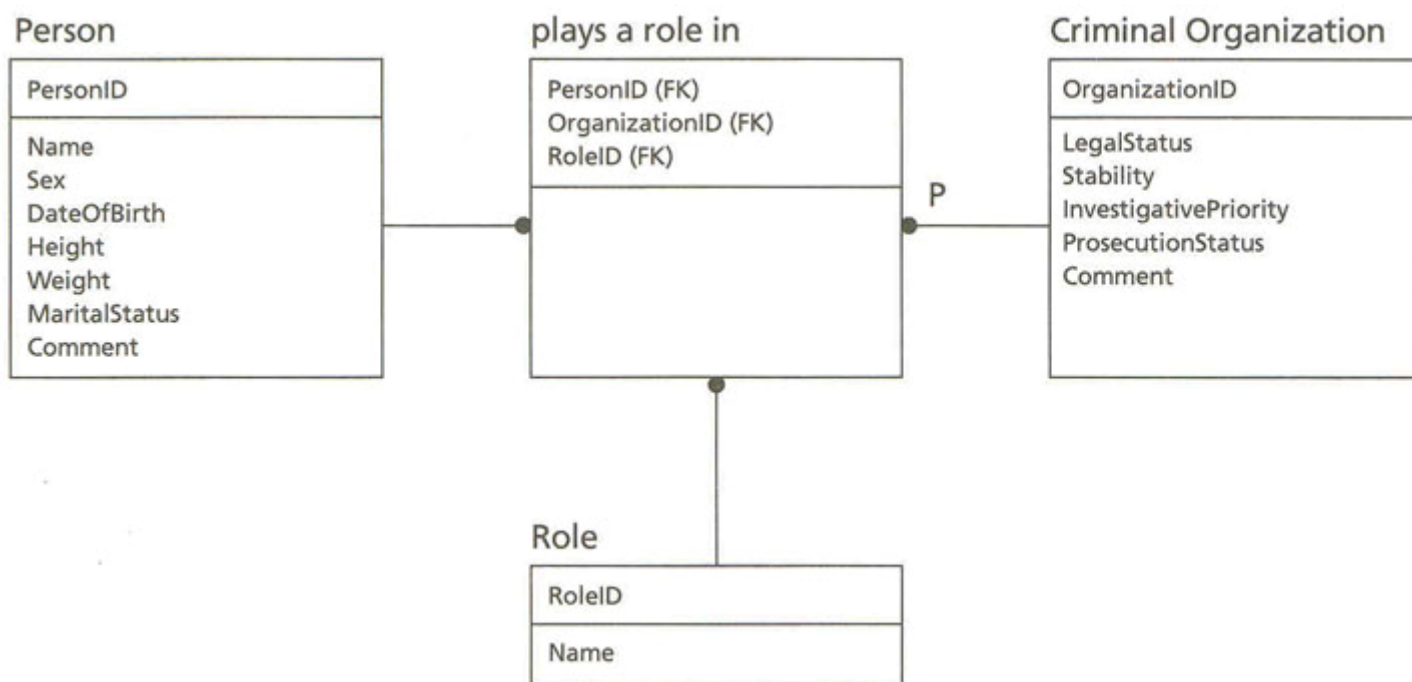 Person
PersonID
Name
Sex
DateOfBirth
Height
Weight
MaritalStatus
Comment
plays a role in
PersonID (FK)
OrganizationID (FK)
RoleID (FK)
P
Criminal Organization
OrganizationID
LegalStatus
Stability
InvestigativePriority
ProsecutionStatus
Comment
Role
RoleID
Name